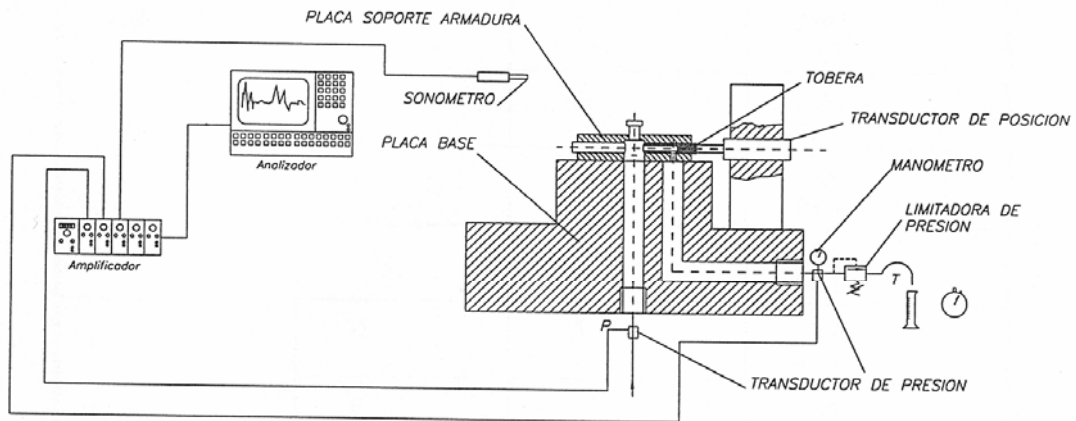 PLACA SOPORTE ARMADURA
SONOMETRO
TOBERA
Analizador
PLACA BASE
TRANSDUCTOR DE POSICION
MANOMETRO
LIMITADORA DE
PRESION
Amplificador
T
P
TRANSDUCTOR DE PRESION